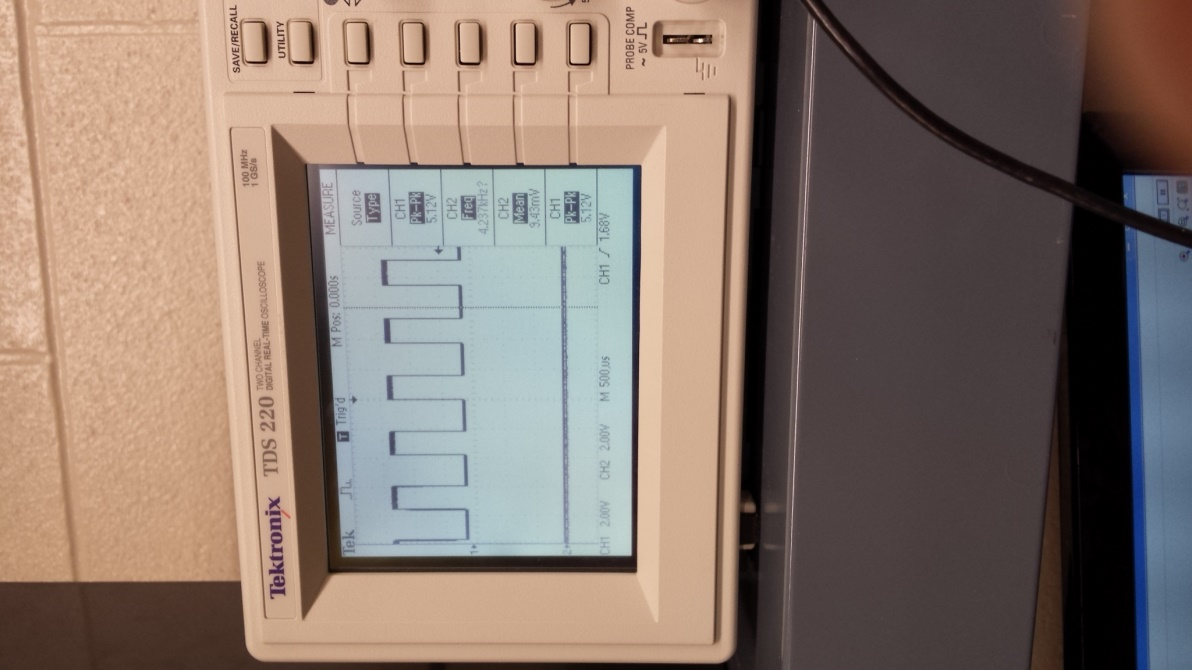 Tektronix TDS 220 TWO CHANNEL
DIGITAL REAL-TIME OSCILLOSCOPE
100 MHz
1 GS/s
SAVE/RECALL
UTILITY
Tek T Trig'd M Pos: 0.000s MEASURE
Source
Type
CH1
Pk-Pk
5.12V
CH2
Freq
4.237kHz?
CH2
Mean
9.43mV
CH1
Pk-Pk
5.12V
1
2
CH1 2.00V CH2 2.00V M 500µs CH1 1.68V
PROBE COMP
~ 5V